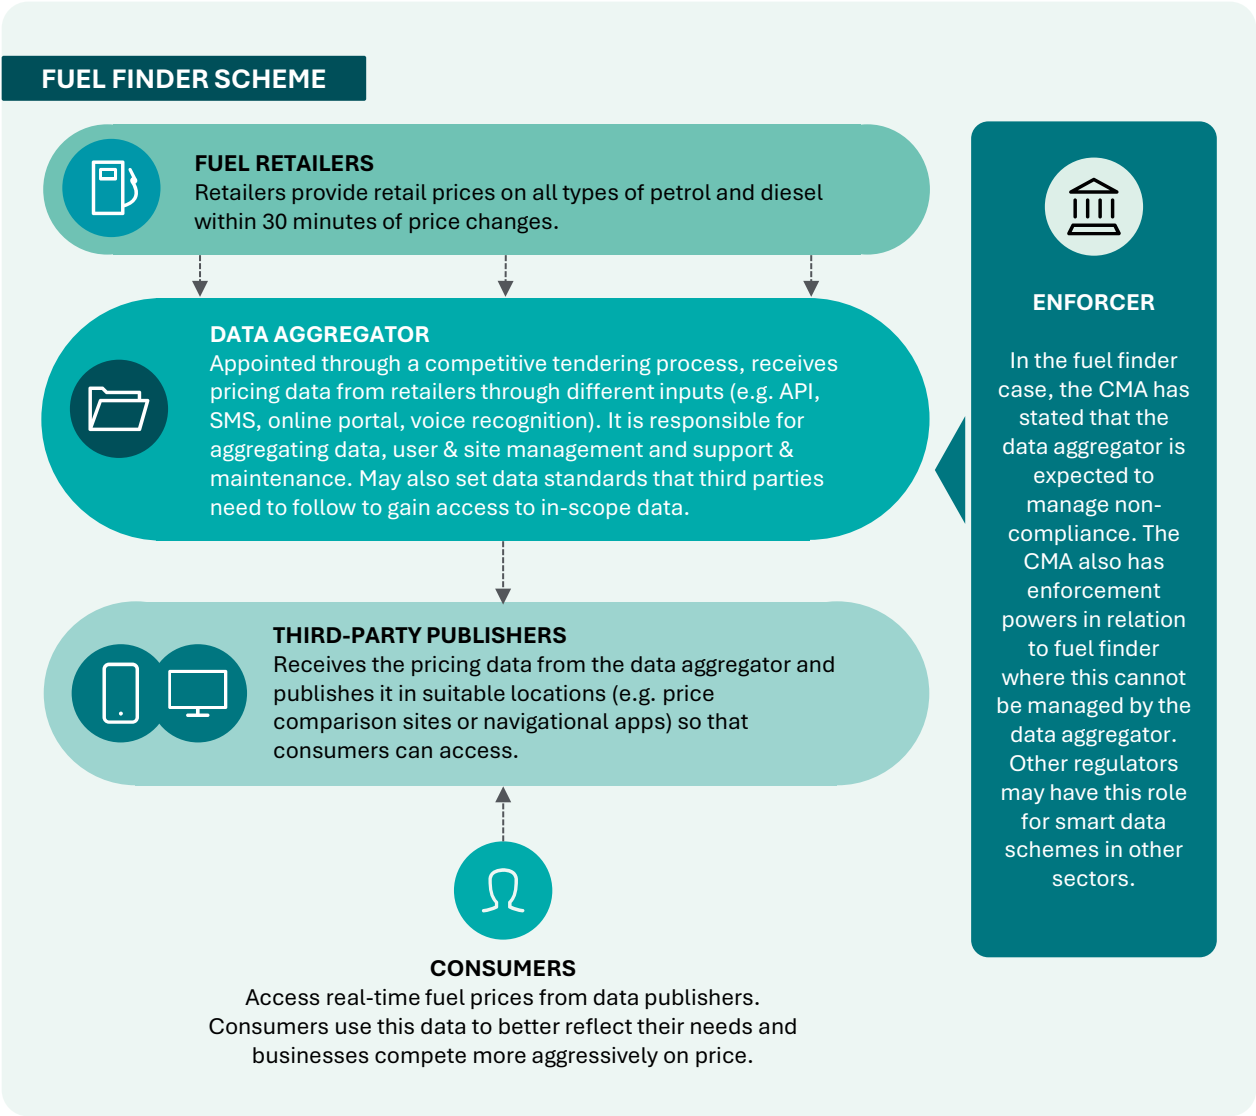 FUEL FINDER SCHEME
FUEL RETAILERS
Retailers provide retail prices on all types of petrol and diesel
within 30 minutes of price changes.
DATA AGGREGATOR
Appointed through a competitive tendering process, receives
pricing data from retailers through different inputs (e.g. API,
SMS, online portal, voice recognition). It is responsible for
aggregating data, user & site management and support &
maintenance. May also set data standards that third parties
need to follow to gain access to in-scope data.
THIRD-PARTY PUBLISHERS
Receives the pricing data from the data aggregator and
publishes it in suitable locations (e.g. price
comparison sites or navigational apps) so that
consumers can access.
CONSUMERS
Access real-time fuel prices from data publishers.
Consumers use this data to better reflect their needs and
businesses compete more aggressively on price.
ENFORCER
In the fuel finder
case, the CMA has
stated that the
data aggregator is
expected to
manage non-
compliance. The
CMA also has
enforcement
powers in relation
to fuel finder
where this cannot
be managed by the
data aggregator.
Other regulators
may have this role
for smart data
schemes in other
sectors.